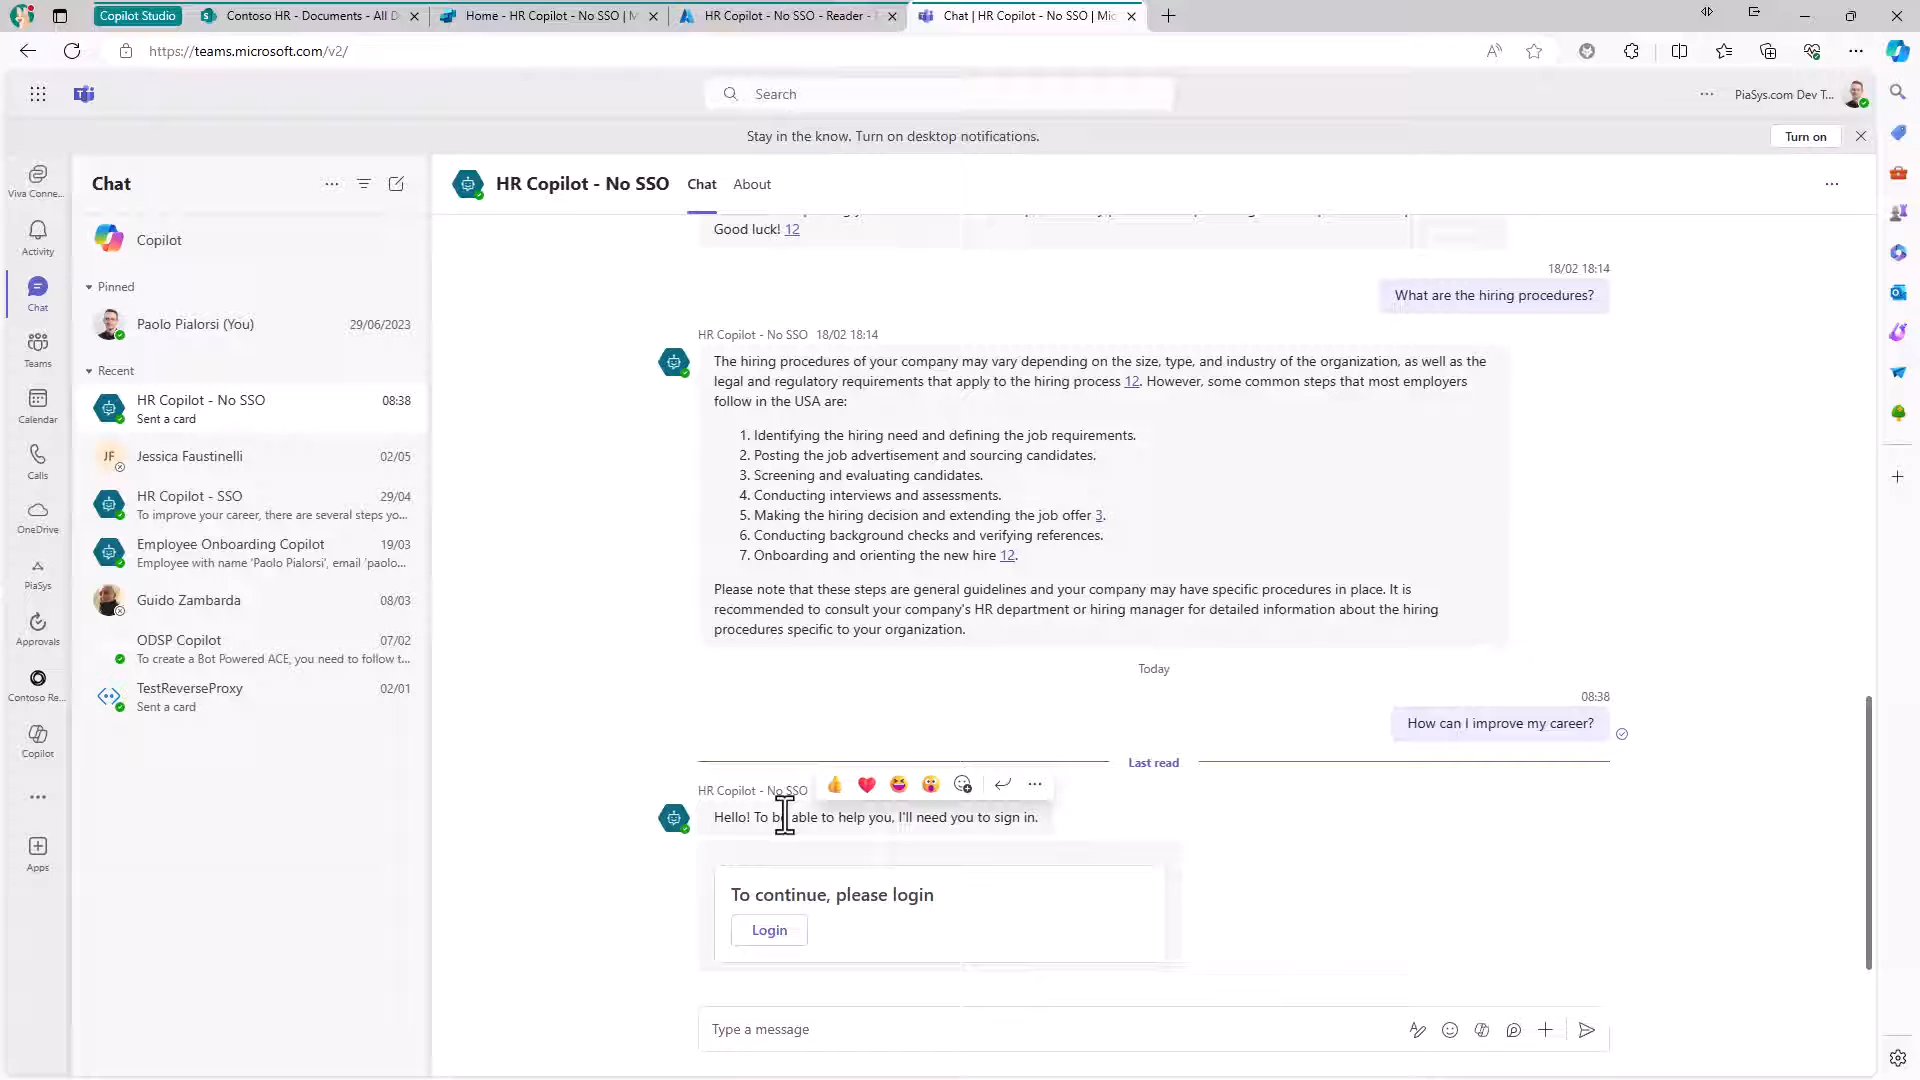 Copilot Studio
Contoso HR - Documents - All D
Home - HR Copilot - No SSO | M
HR Copilot - No SSO - Reader -
Chat | HR Copilot - No SSO | Mic
https://teams.microsoft.com/v2/
Search
PiaSys.com Dev T...
Stay in the know. Turn on desktop notifications.
Turn on
Viva Conne...
Activity
Chat
Teams
Calendar
Calls
OneDrive
PiaSys
Approvals
Contoso Re...
Copilot
Apps
Chat
Copilot
Pinned
Paolo Pialorsi (You) 29/06/2023
Recent
HR Copilot - No SSO 08:38
Sent a card
JF
Jessica Faustinelli 02/05
HR Copilot - SSO 29/04
To improve your career, there are several steps yo...
Employee Onboarding Copilot 19/03
Employee with name 'Paolo Pialorsi', email 'paolo...
Guido Zambarda 08/03
ODSP Copilot 07/02
To create a Bot Powered ACE, you need to follow t...
TestReverseProxy 02/01
Sent a card
HR Copilot - No SSO
Chat
About
Good luck! 12
18/02 18:14
What are the hiring procedures?
HR Copilot - No SSO 18/02 18:14
The hiring procedures of your company may vary depending on the size, type, and industry of the organization, as well as the
legal and regulatory requirements that apply to the hiring process 12. However, some common steps that most employers
follow in the USA are:
1. Identifying the hiring need and defining the job requirements.
2. Posting the job advertisement and sourcing candidates.
3. Screening and evaluating candidates.
4. Conducting interviews and assessments.
5. Making the hiring decision and extending the job offer 3.
6. Conducting background checks and verifying references.
7. Onboarding and orienting the new hire 12.
Please note that these steps are general guidelines and your company may have specific procedures in place. It is
recommended to consult your company's HR department or hiring manager for detailed information about the hiring
procedures specific to your organization.
Today
08:38
How can I improve my career?
Last read
HR Copilot - No SSO
Hello! To be able to help you, I'll need you to sign in.
To continue, please login
Login
Type a message